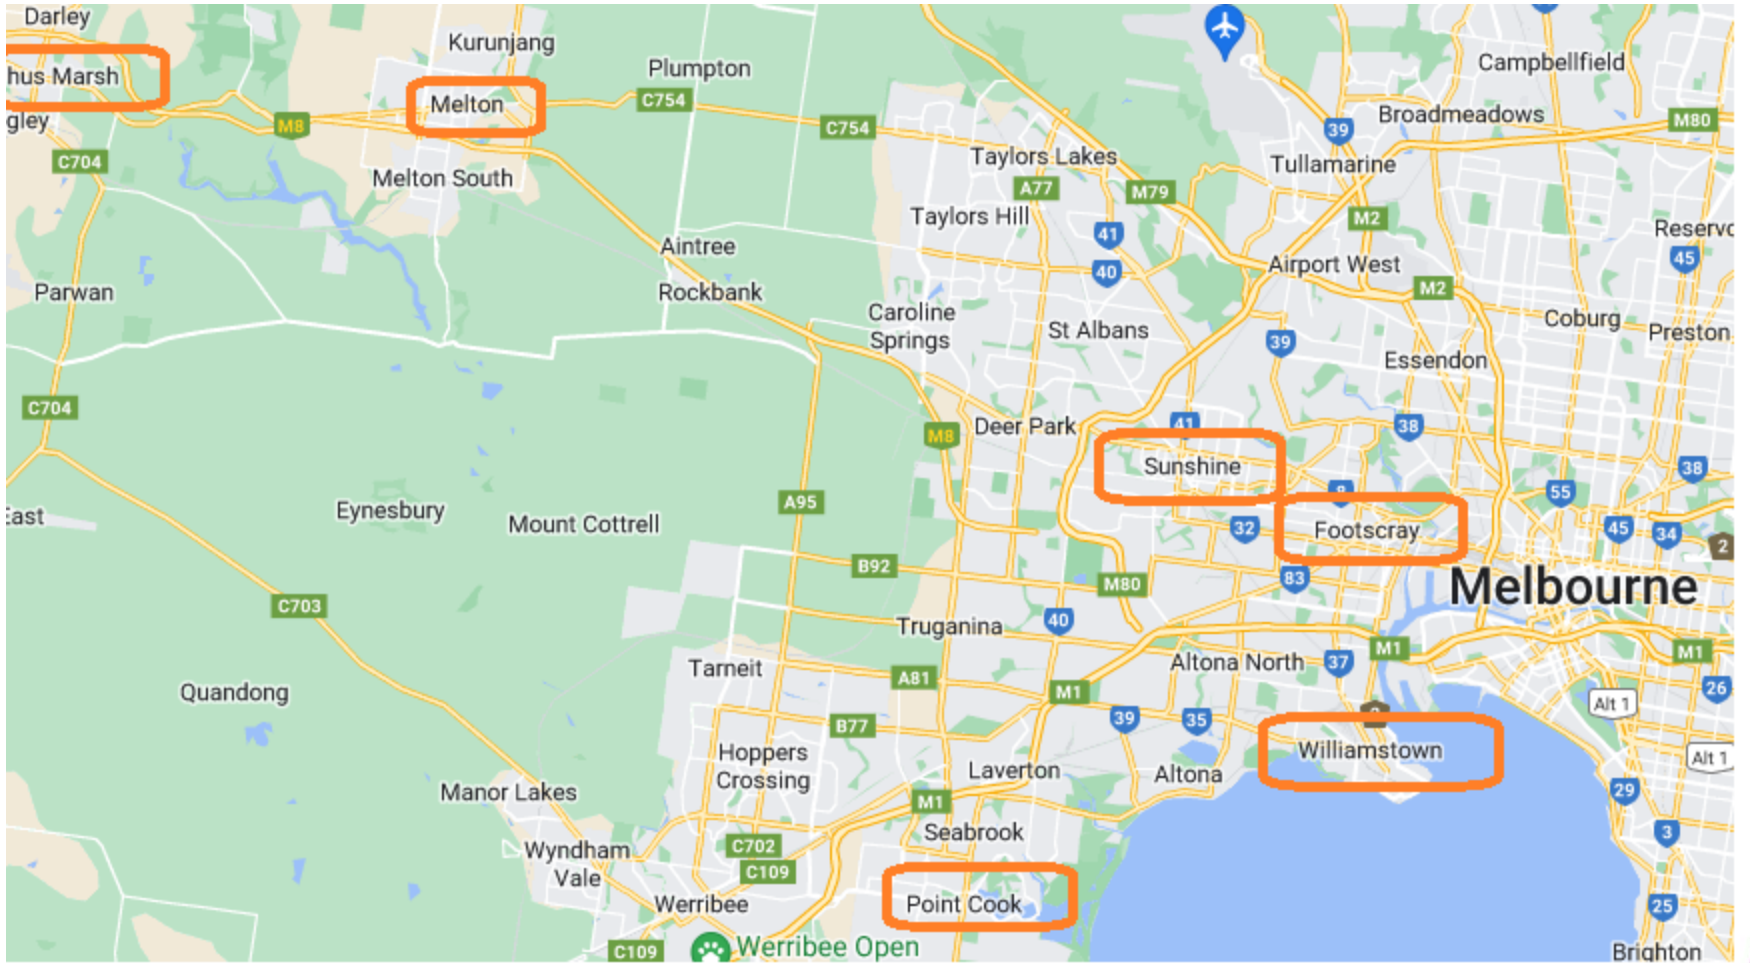 Darley
Kurunjang
Campbellfield
hus Marsh
Melton
Plumpton
C754
Broadmeadows
M80
gley
M8
C754
39
C704
Taylors Lakes
Tullamarine
Melton South
A77
M79
Taylors Hill
M2
41
Reservo
Aintree
40
Airport West
45
Parwan
Rockbank
M2
Caroline
Springs
St Albans
Coburg
Preston
39
Essendon
C704
Deer Park
41
38
M8
Sunshine
38
East
Eynesbury
Mount Cottrell
A95
8
55
32
Footscray
45
34
2
B92
M80
83
Melbourne
C703
Truganina
40
Tarneit
A81
Altona North
37
M1
M1
Quandong
M1
26
B77
39
35
Alt 1
Hoppers
Crossing
Laverton
Altona
Williamstown
Alt 1
Manor Lakes
M1
29
Seabrook
3
Wyndham
Vale
C702
C109
Werribee
Point Cook
25
C109
Werribee Open
Brighton